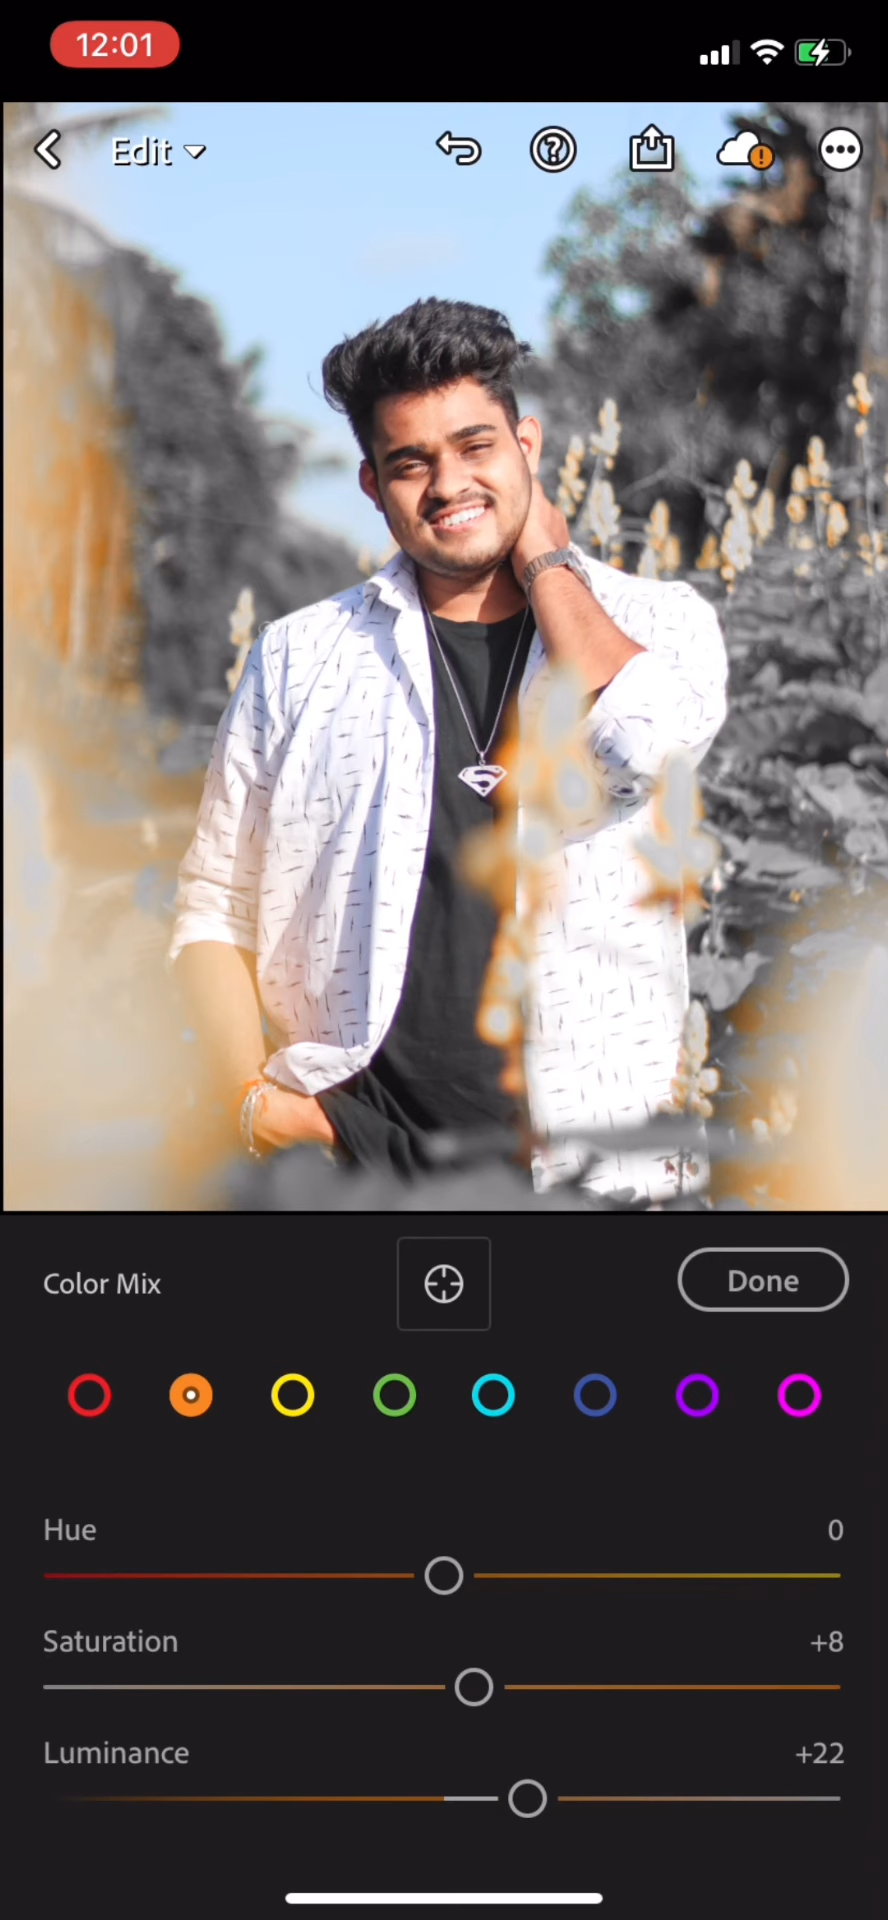 12:01
Edit
Color Mix
Done
Hue
0
Saturation
+8
Luminance
+22